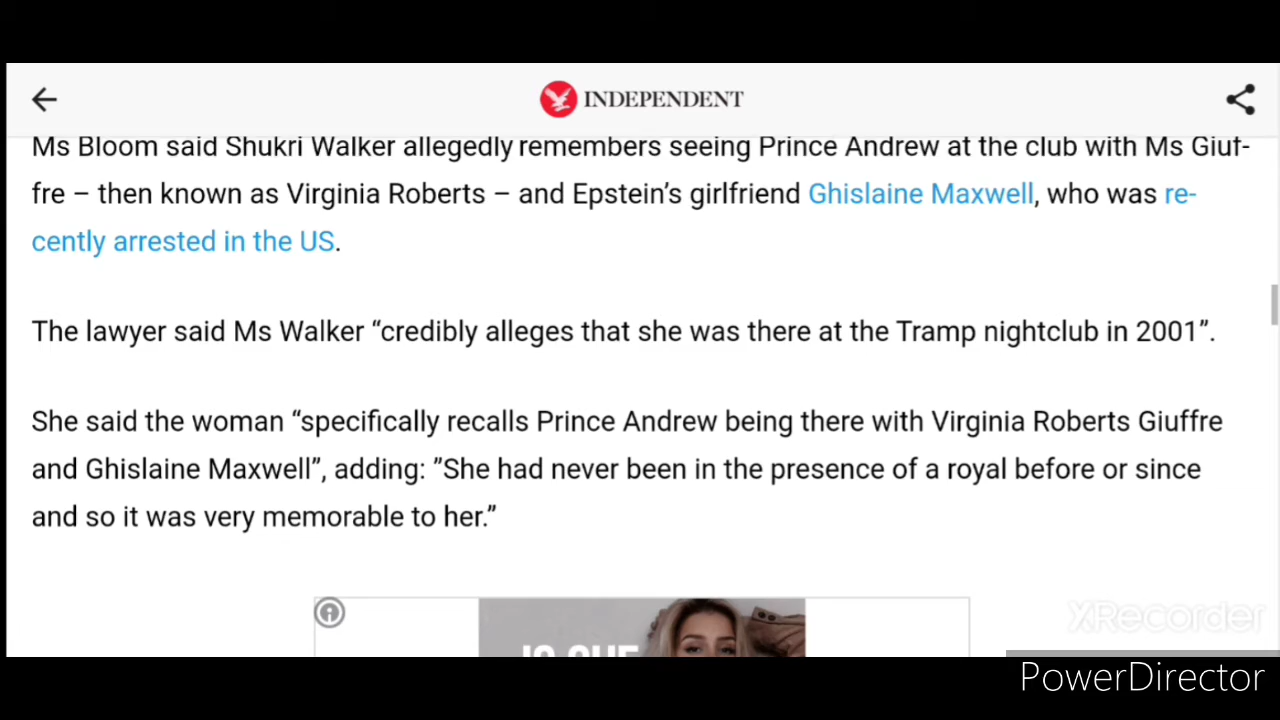 INDEPENDENT
Ms Bloom said Shukri Walker allegedly remembers seeing Prince Andrew at the club with Ms Giuf-
fre – then known as Virginia Roberts – and Epstein’s girlfriend Ghislaine Maxwell, who was re-
cently arrested in the US.
The lawyer said Ms Walker “credibly alleges that she was there at the Tramp nightclub in 2001”.
She said the woman “specifically recalls Prince Andrew being there with Virginia Roberts Giuffre
and Ghislaine Maxwell”, adding: ”She had never been in the presence of a royal before or since
and so it was very memorable to her.”
IS SHE
XRecorder
PowerDirector